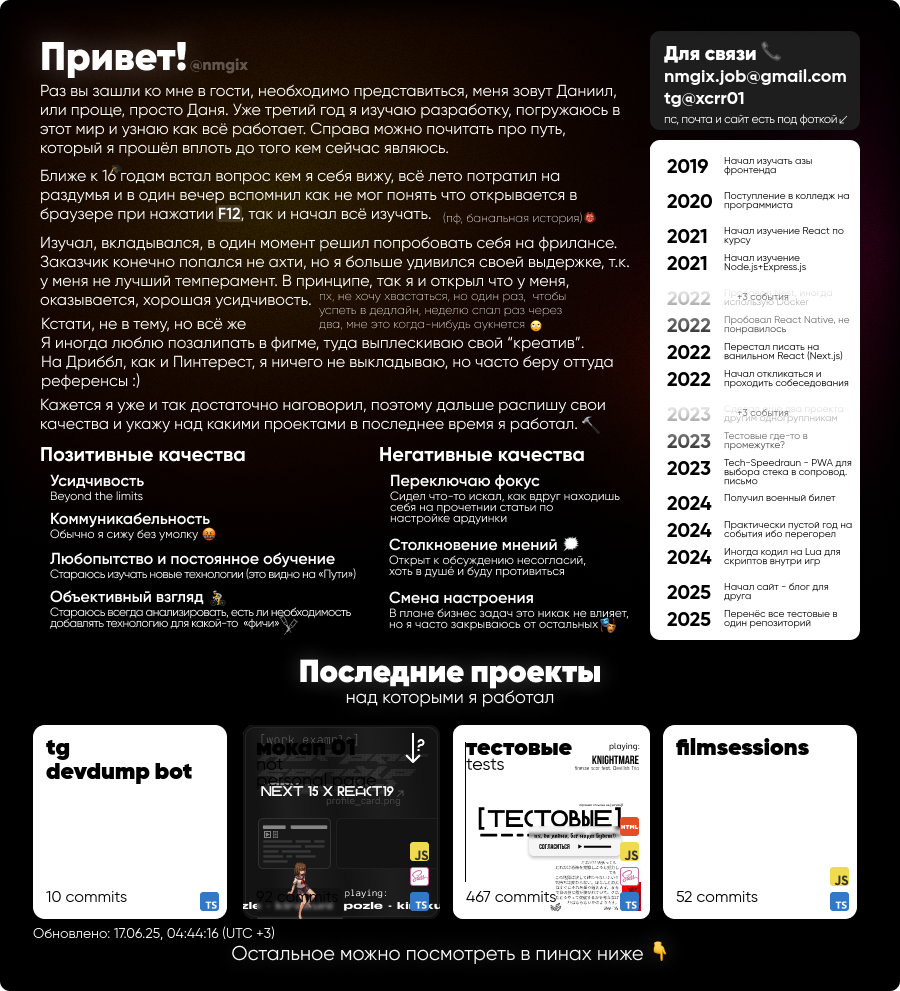 Привет! @nmgix
Раз вы зашли ко мне в гости, необходимо представиться, меня зовут Даниил,
или проще, просто Даня. Уже третий год я изучаю разработку, погружаюсь в
этот мир и узнаю как всё работает. Справа можно почитать про путь,
который я прошёл вплоть до того кем сейчас являюсь.
Ближе к 16 годам встал вопрос кем я себя вижу, всё лето потратил на
раздумья и в один вечер вспомнил как не мог понять что открывается в
браузере при нажатии F12, так и начал всё изучать. (пф, банальная история)
Изучал, вкладывался, в один момент решил попробовать себя на фрилансе.
Заказчик конечно попался не ахти, но я больше удивился своей выдержке, т.к.
у меня не лучший темперамент. В принципе, так я и открыл что у меня,
оказывается, хорошая усидчивость.
пх, не хочу хвастаться, но один раз, чтобы
успеть в дедлайн, неделю спал раз через
два, мне это когда-нибудь аукнется
Кстати, не в тему, но всё же
Я иногда люблю позалипать в фигме, туда выплескиваю свой “креатив”.
На Дриббл, как и Пинтерест, я ничего не выкладываю, но часто беру оттуда
референсы :)
Кажется я уже и так достаточно наговорил, поэтому дальше распишу свои
качества и укажу над какими проектами в последнее время я работал.
Позитивные качества
Усидчивость
Beyond the limits
Коммуникабельность
Обычно я сижу без умолку
Любопытство и постоянное обучение
Стараюсь изучать новые технологии (это видно на «Пути»)
Объективный взгляд
Стараюсь всегда анализировать, есть ли необходимость
добавлять технологию для какой-то «фичи»
Негативные качества
Переключаю фокус
Сидел что-то искал, как вдруг находишь
себя на прочетнии статьи по
настройке ардуинки
Столкновение мнений
Открыт к обсуждению несогласий,
хоть в душе и буду противиться
Смена настроения
В плане бизнес задач это никак не влияет,
но я часто закрываюсь от остальных
Для связи
nmgix.job@gmail.com
tg@xcrr01
пс, почта и сайт есть под фоткой↙
2019 Начал изучать азы
фронтенда
2020 Поступление в колледж на
программиста
2021 Начал изучение React по
курсу
2021 Начал изучение
Node.js+Express.js
2022 +3 события
использую Docker
2022 Пробовал React Native, не
понравилось
2022 Перестал писать на
ванильном React (Next.js)
2022 Начал откликаться и
проходить собеседования
2023 +3 события
другим одногруппникам
2023 Тестовые где-то в
промежутке?
2023 Tech-Speedraun - PWA для
выбора стека в сопровод.
письмо
2024 Получил военный билет
2024 Практически пустой год на
события ибо перегорел
2024 Иногда кодил на Lua для
скриптов внутри игр
2025 Начал сайт - блог для
друга
2025 Перенёс все тестовые в
один репозиторий
Последние проекты
над которыми я работал
tg
devdump bot
10 commits
TS
[work example]
мокап 01
not
personal page
?
NEXT 15 X REACT19
profile_card.png
92 commits
playing:
pozle - kin
JS
Sass
TS
тестовые
tests
playing:
KNIGHTMARE
[ТЕСТОВЫЕ]
СОГЛАСИТЬСЯ
467 commits
HTML
JS
Sass
TS
filmsessions
52 commits
JS
TS
Обновлено: 17.06.25, 04:44:16 (UTC +3)
Остальное можно посмотреть в пинах ниже 👇